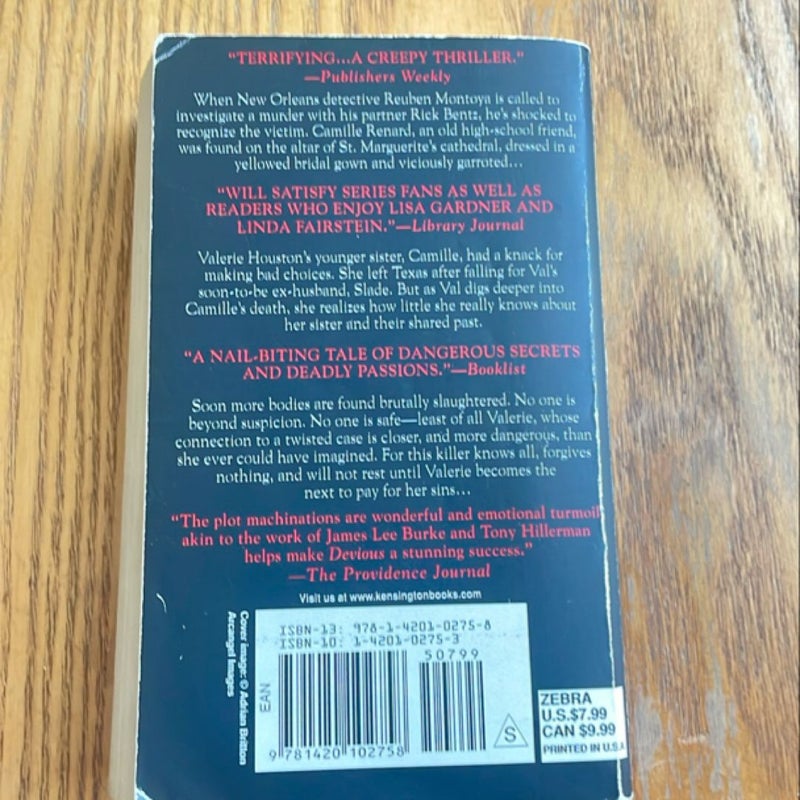 “TERRIFYING...A CREEPY THRILLER.”
—Publishers Weekly
When New Orleans detective Reuben Montoya is called to
investigate a murder with his partner Rick Bentz, he's shocked to
recognize the victim. Camille Renard, an old high-school friend,
was found on the altar of St. Marguerite's cathedral, dressed in a
yellowed bridal gown and viciously garroted...
“WILL SATISFY SERIES FANS AS WELL AS
READERS WHO ENJOY LISA GARDNER AND
LINDA FAIRSTEIN.”—Library Journal
Valerie Houston's younger sister, Camille, had a knack for
making bad choices. She left Texas after falling for Val's
soon-to-be ex-husband, Slade. But as Val digs deeper into
Camille's death, she realizes how little she really knows about
her sister and their shared past.
“A NAIL-BITING TALE OF DANGEROUS SECRETS
AND DEADLY PASSIONS.”—Booklist
Soon more bodies are found brutally slaughtered. No one is
beyond suspicion. No one is safe—least of all Valerie, whose
connection to a twisted case is closer, and more dangerous, than
she ever could have imagined. For this killer knows all, forgives
nothing, and will not rest until Valerie becomes the
next to pay for her sins...
“The plot machinations are wonderful and emotional turmoil
akin to the work of James Lee Burke and Tony Hillerman
helps make Devious a stunning success.”
—The Providence Journal
Visit us at www.kensingtonbooks.com
Cover image: © Adrian Britton
Arcangel Images
ISBN-13: 978-1-4201-0275-8
ISBN-10: 1-4201-0275-3
50799
EAN
9 781420 102758
S
ZEBRA
U.S.$7.99
CAN $9.99
PRINTED IN U.S.A